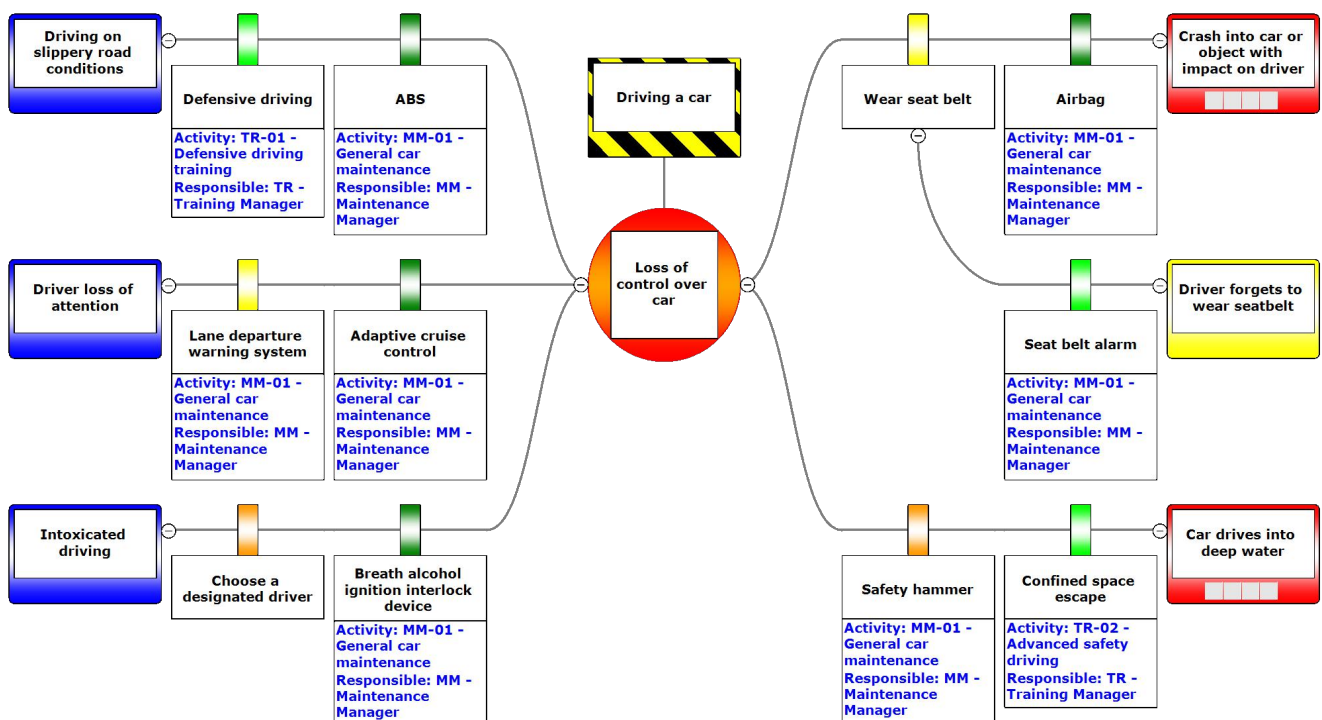 Driving on
slippery road
conditions
Defensive driving
Activity: TR-01 -
Defensive driving
training
Responsible: TR -
Training Manager
ABS
Activity: MM-01 -
General car
maintenance
Responsible: MM -
Maintenance
Manager
Driving a car
Wear seat belt
Airbag
Activity: MM-01 -
General car
maintenance
Responsible: MM -
Maintenance
Manager
Crash into car or
object with
impact on driver
Driver loss of
attention
Lane departure
warning system
Activity: MM-01 -
General car
maintenance
Responsible: MM -
Maintenance
Manager
Adaptive cruise
control
Activity: MM-01 -
General car
maintenance
Responsible: MM -
Maintenance
Manager
Loss of
control over
car
Seat belt alarm
Activity: MM-01 -
General car
maintenance
Responsible: MM -
Maintenance
Manager
Driver forgets to
wear seatbelt
Intoxicated
driving
Choose a
designated driver
Breath alcohol
ignition interlock
device
Activity: MM-01 -
General car
maintenance
Responsible: MM -
Maintenance
Manager
Safety hammer
Activity: MM-01 -
General car
maintenance
Responsible: MM -
Maintenance
Manager
Confined space
escape
Activity: TR-02 -
Advanced safety
driving
Responsible: TR -
Training Manager
Car drives into
deep water